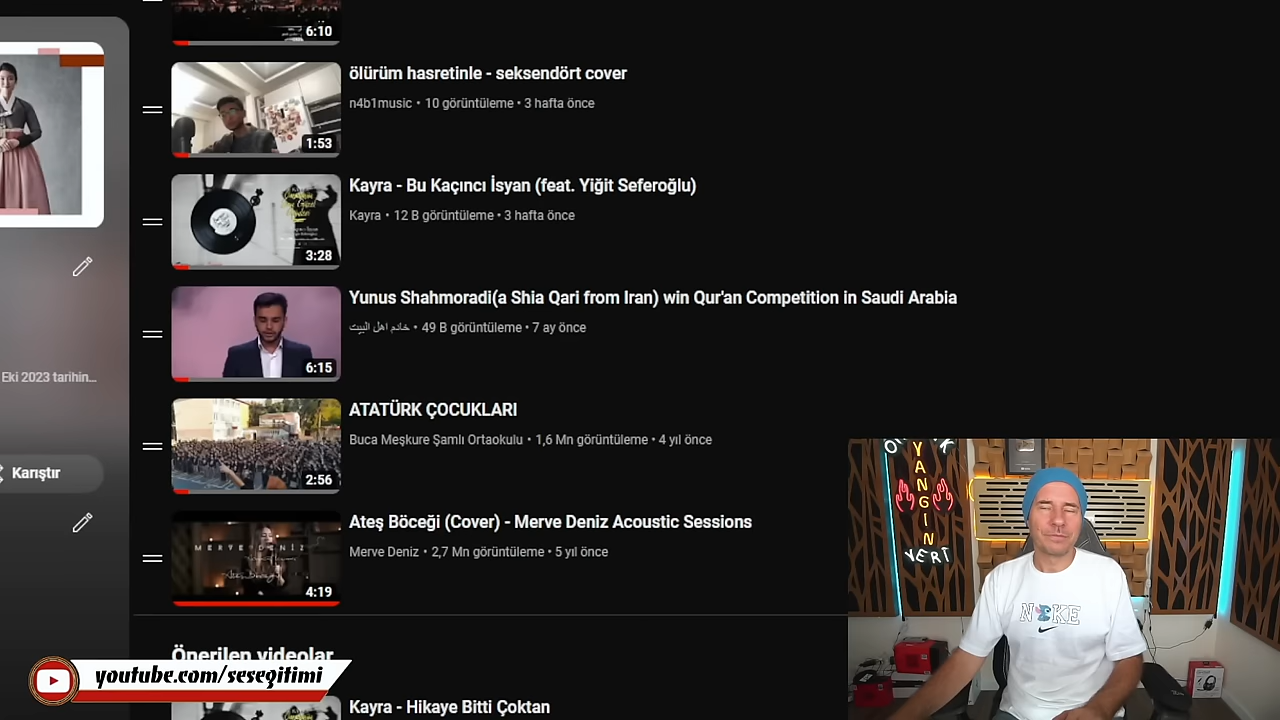 6:10
ölürüm hasretinle - seksendört cover
n4b1music • 10 görüntüleme • 3 hafta önce
1:53
Kayra - Bu Kaçıncı İsyan (feat. Yiğit Seferoğlu)
Kayra • 12 B görüntüleme • 3 hafta önce
3:28
Yunus Shahmoradi(a Shia Qari from Iran) win Qur'an Competition in Saudi Arabia
خادم اهل البيت • 49 B görüntüleme • 7 ay önce
6:15
Eki 2023 tarihin...
ATATÜRK ÇOCUKLARI
Buca Meşkure Şamlı Ortaokulu • 1,6 Mn görüntüleme • 4 yıl önce
2:56
Karıştır
Ateş Böceği (Cover) - Merve Deniz Acoustic Sessions
Merve Deniz • 2,7 Mn görüntüleme • 5 yıl önce
MERVE DENİZ
4:19
Önerilen videolar
youtube.com/sesegitimi
Kayra - Hikaye Bitti Çoktan
YANGIN
VERİ
NIKE